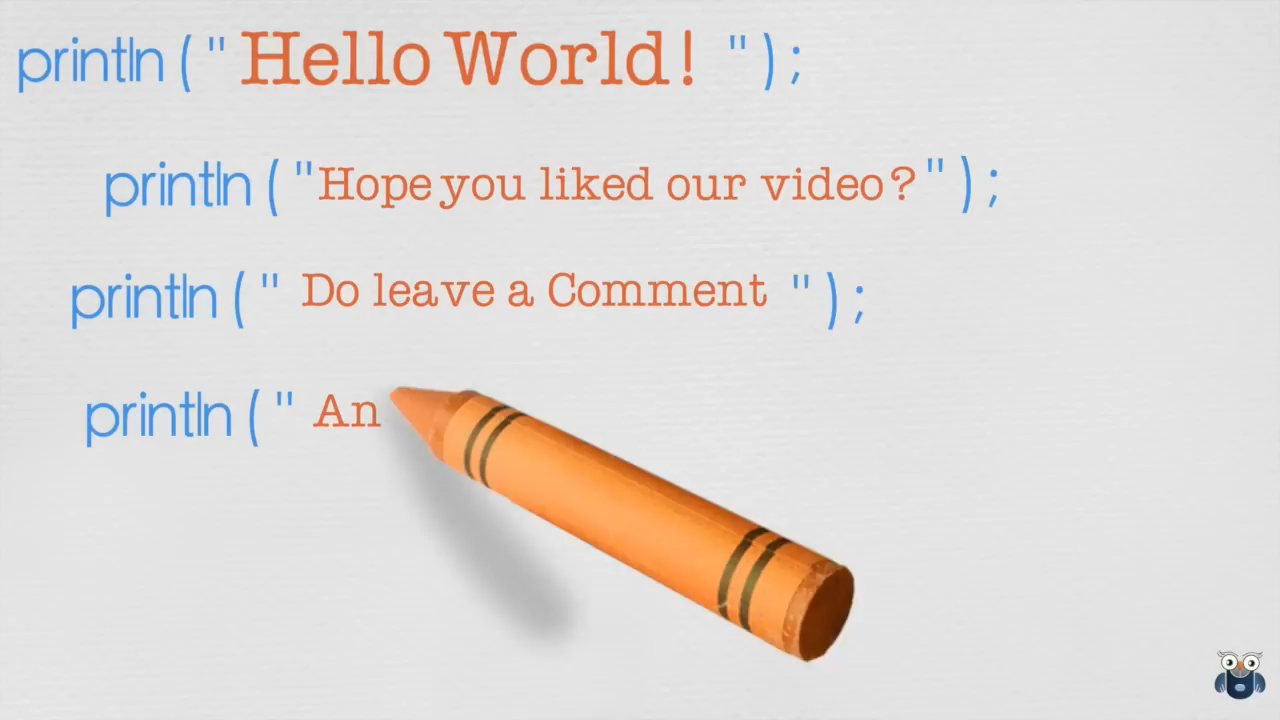 println(" Hello World! ");
println("Hope you liked our video?");
println(" Do leave a Comment ");
println(" An